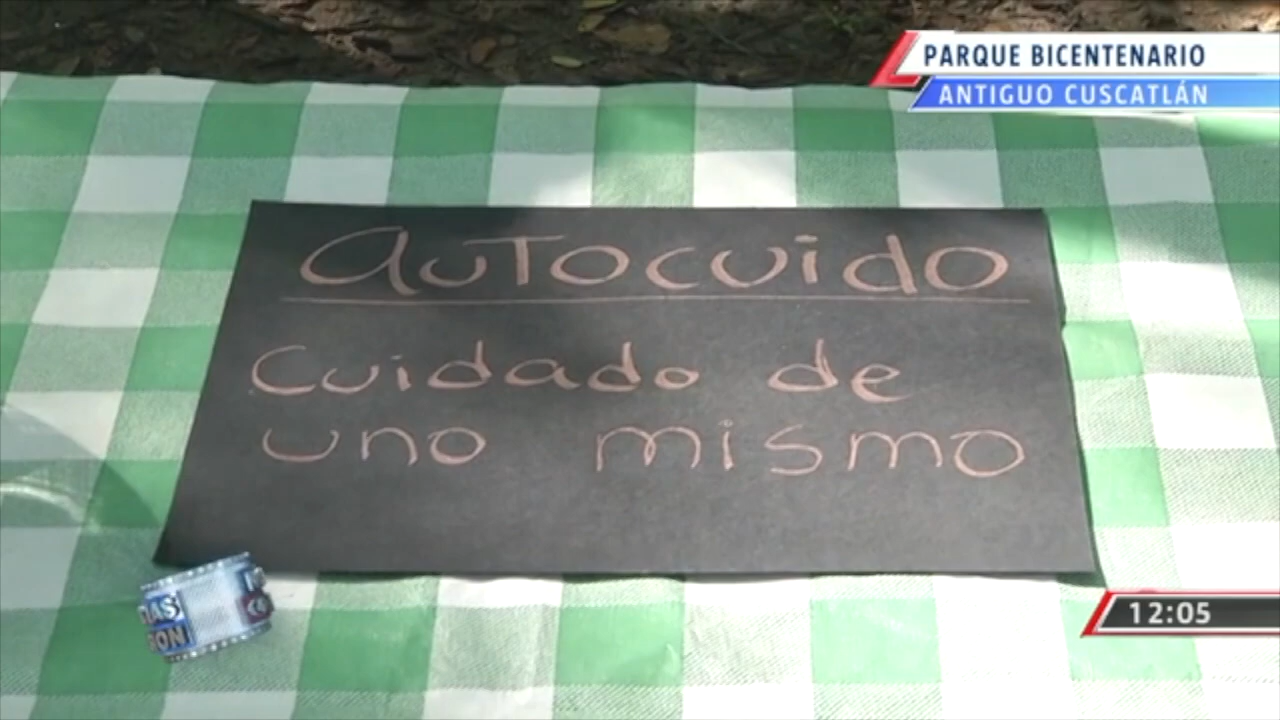 PARQUE BICENTENARIO
ANTIGUO CUSCATLÁN
AUTOCUIDO
Cuidado de
uno mismo
12:05